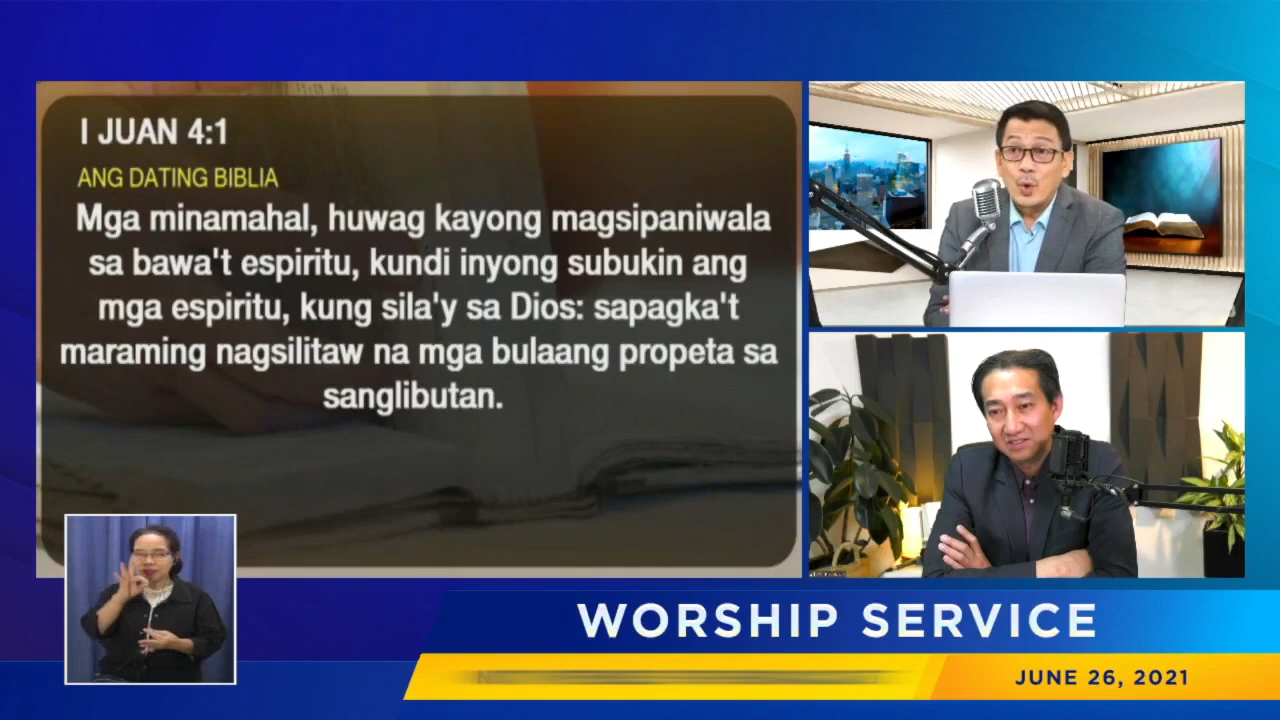 I JUAN 4:1
ANG DATING BIBLIA
Mga minamahal, huwag kayong magsipaniwala
sa bawa't espiritu, kundi inyong subukin ang
mga espiritu, kung sila'y sa Dios: sapagka't
maraming nagsilitaw na mga bulaang propeta sa
sanglibutan.
WORSHIP SERVICE
JUNE 26, 2021